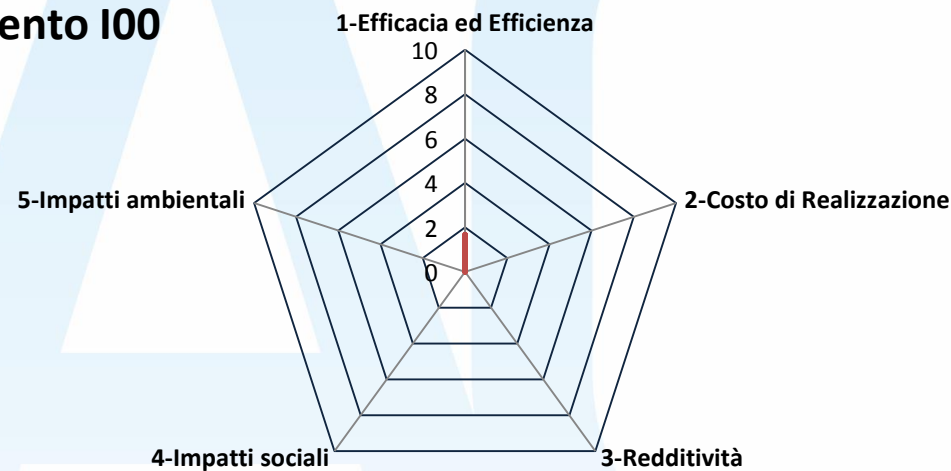 ento I00
1-Efficacia ed Efficienza
10
8
6
4
2
0
5-Impatti ambientali
2-Costo di Realizzazione
4-Impatti sociali
3-Redditività